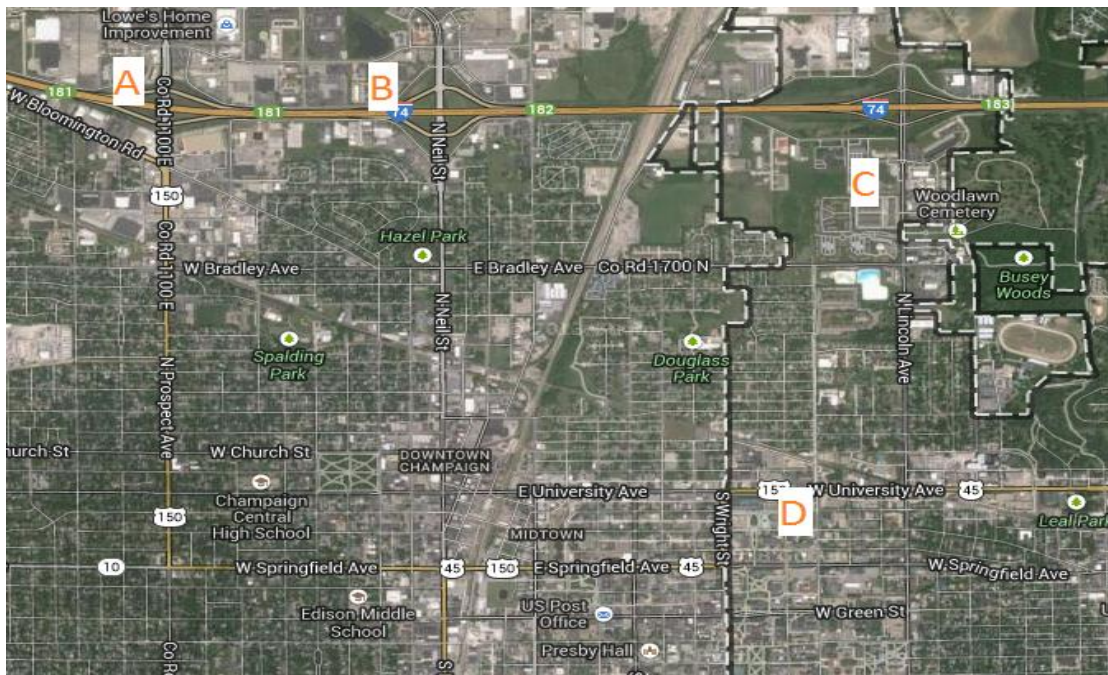 Lowe's Home
Improvement
A
B
181
181
74
182
74
183
Co Rd 1100 E
W Bloomington Rd
N Neil St
150
C
Woodlawn
Cemetery
Hazel Park
W Bradley Ave
E Bradley Ave
Co Rd 1700 N
Busey
Woods
Co Rd 1100 E
N Neil St
N Lincoln Ave
Spalding
Park
Douglass
Park
N Prospect Ave
W Church St
DOWNTOWN
CHAMPAIGN
E University Ave
W University Ave
45
Champaign
Central
High School
150
D
Leal Park
MIDTOWN
S Wright St
10
W Springfield Ave
45
150
E Springfield Ave
45
W Springfield Ave
Edison Middle
School
US Post
Office
W Green St
Presby Hall